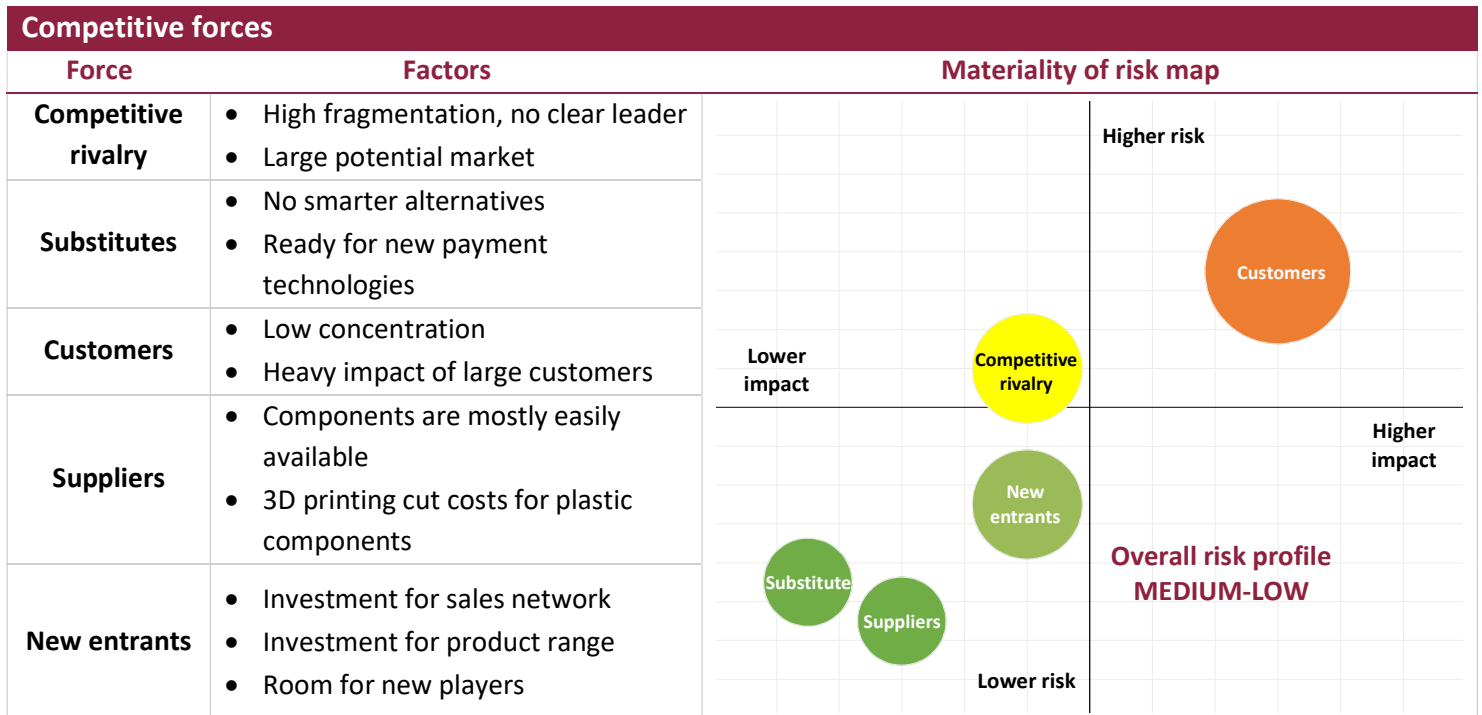 Competitive forces
Force
Factors
Materiality of risk map
Competitive
rivalry
• High fragmentation, no clear leader
• Large potential market
Substitutes
• No smarter alternatives
• Ready for new payment
technologies
Customers
• Low concentration
• Heavy impact of large customers
Suppliers
• Components are mostly easily
available
• 3D printing cut costs for plastic
components
New entrants
• Investment for sales network
• Investment for product range
• Room for new players
Higher risk
Customers
Lower
impact
Competitive
rivalry
Higher
impact
New
entrants
Overall risk profile
MEDIUM-LOW
Substitute
Suppliers
Lower risk